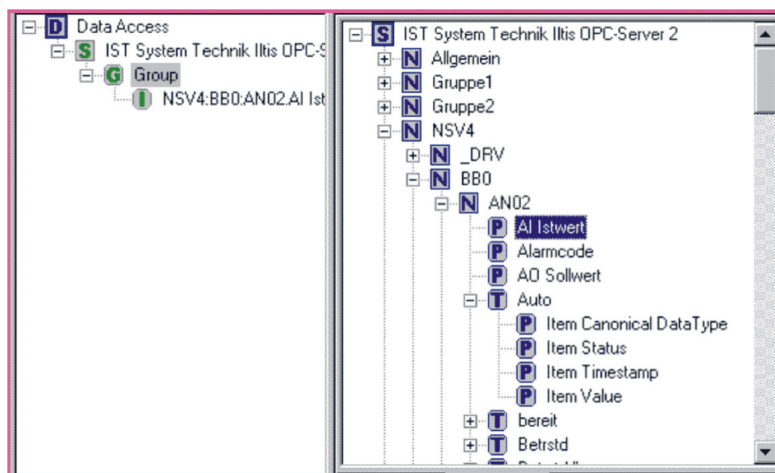 D Data Access
S IST System Technik Iltis OPC-S
G Group
I NSV4:BB0:AN02.AI Ist
S IST System Technik Iltis OPC-Server 2
N Allgemein
N Gruppe1
N Gruppe2
N NSV4
N _DRV
N BB0
N AN02
P AI Istwert
P Alarmcode
P AO Sollwert
T Auto
P Item Canonical DataType
P Item Status
P Item Timestamp
P Item Value
T bereit
T Betrstd